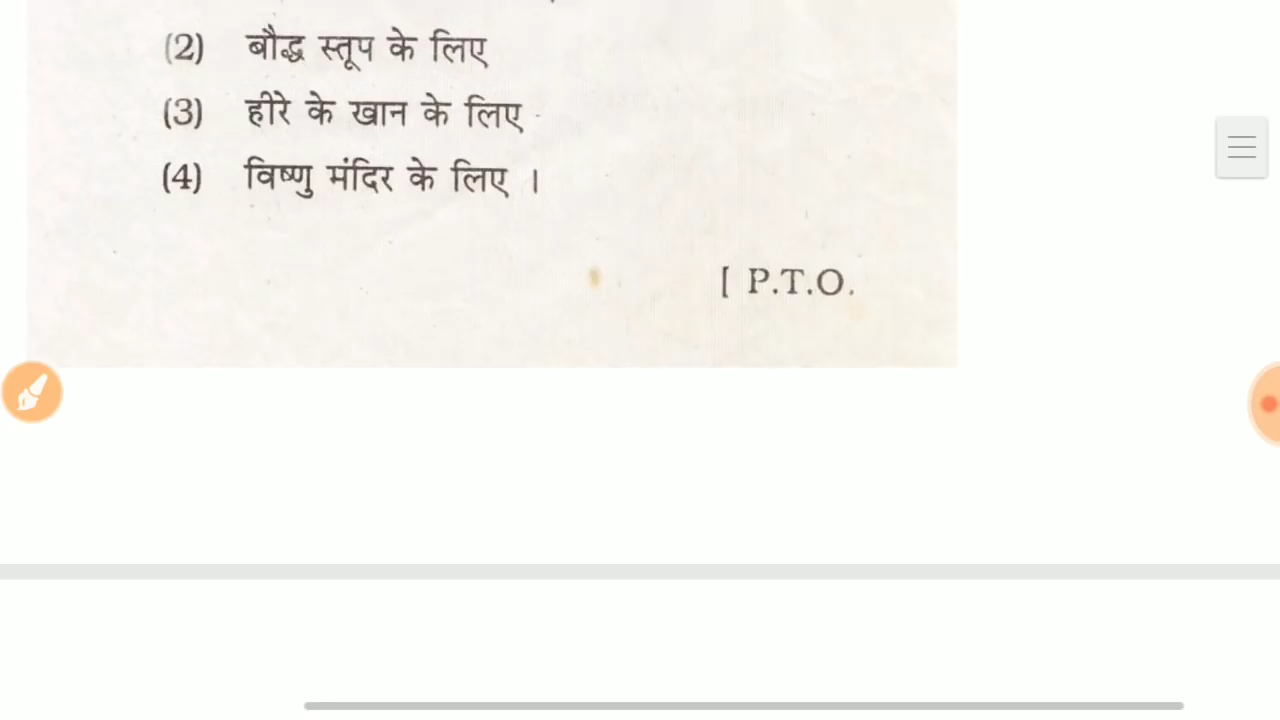 (2) बौद्ध स्तूप के लिए
(3) हीरे के खान के लिए
(4) विष्णु मंदिर के लिए ।
[ P.T.O.